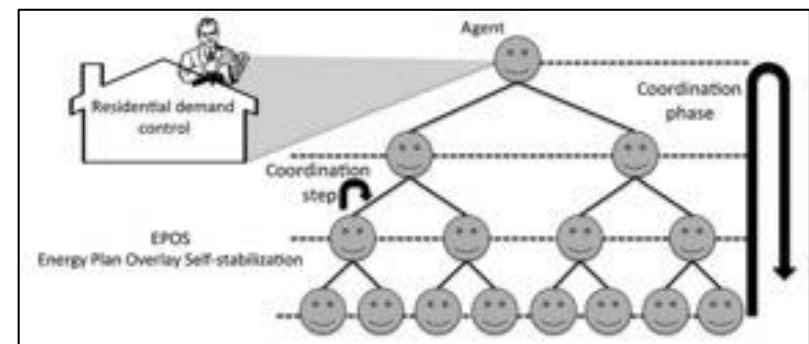 Agent
Residential demand
control
Coordination
phase
Coordination
step
EPOS
Energy Plan Overlay Self-stabilization